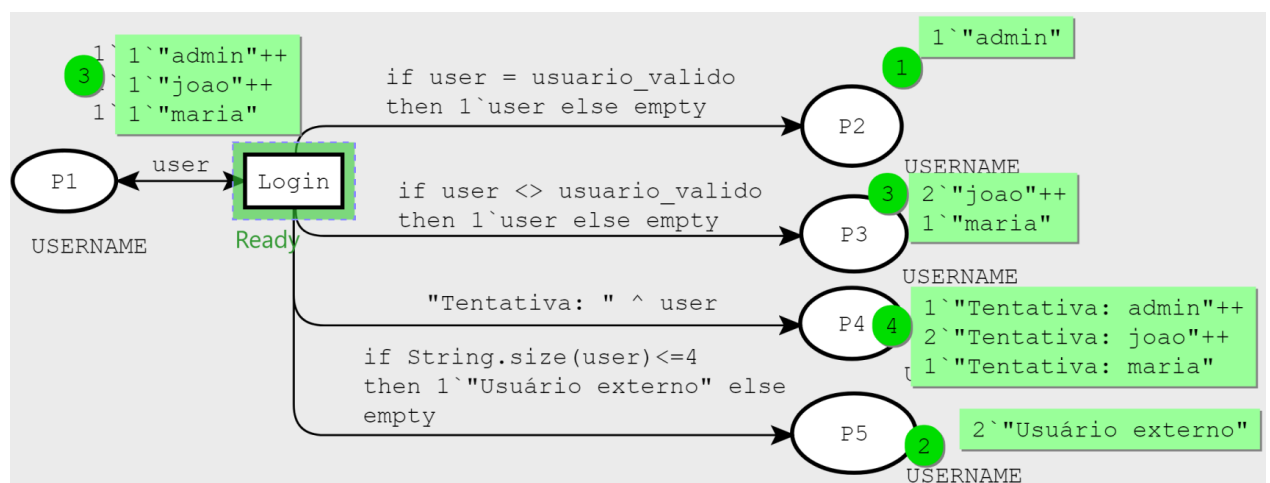 1`"admin"
1`
3
1`"admin"++
1`"joao"++
1` 1`"maria"
1
if user = usuario_valido
then 1`user else empty
P2
USERNAME
P1
user
Login
USERNAME
Ready
if user <> usuario_valido
then 1`user else empty
P3
3
2`"joao"++
1`"maria"
USERNAME
"Tentativa: " ^ user
P4
4
1`"Tentativa: admin"++
2`"Tentativa: joao"++
1`"Tentativa: maria"
if String.size(user)<=4
then 1`"Usuário externo" else
empty
P5
2
2`"Usuário externo"
USERNAME